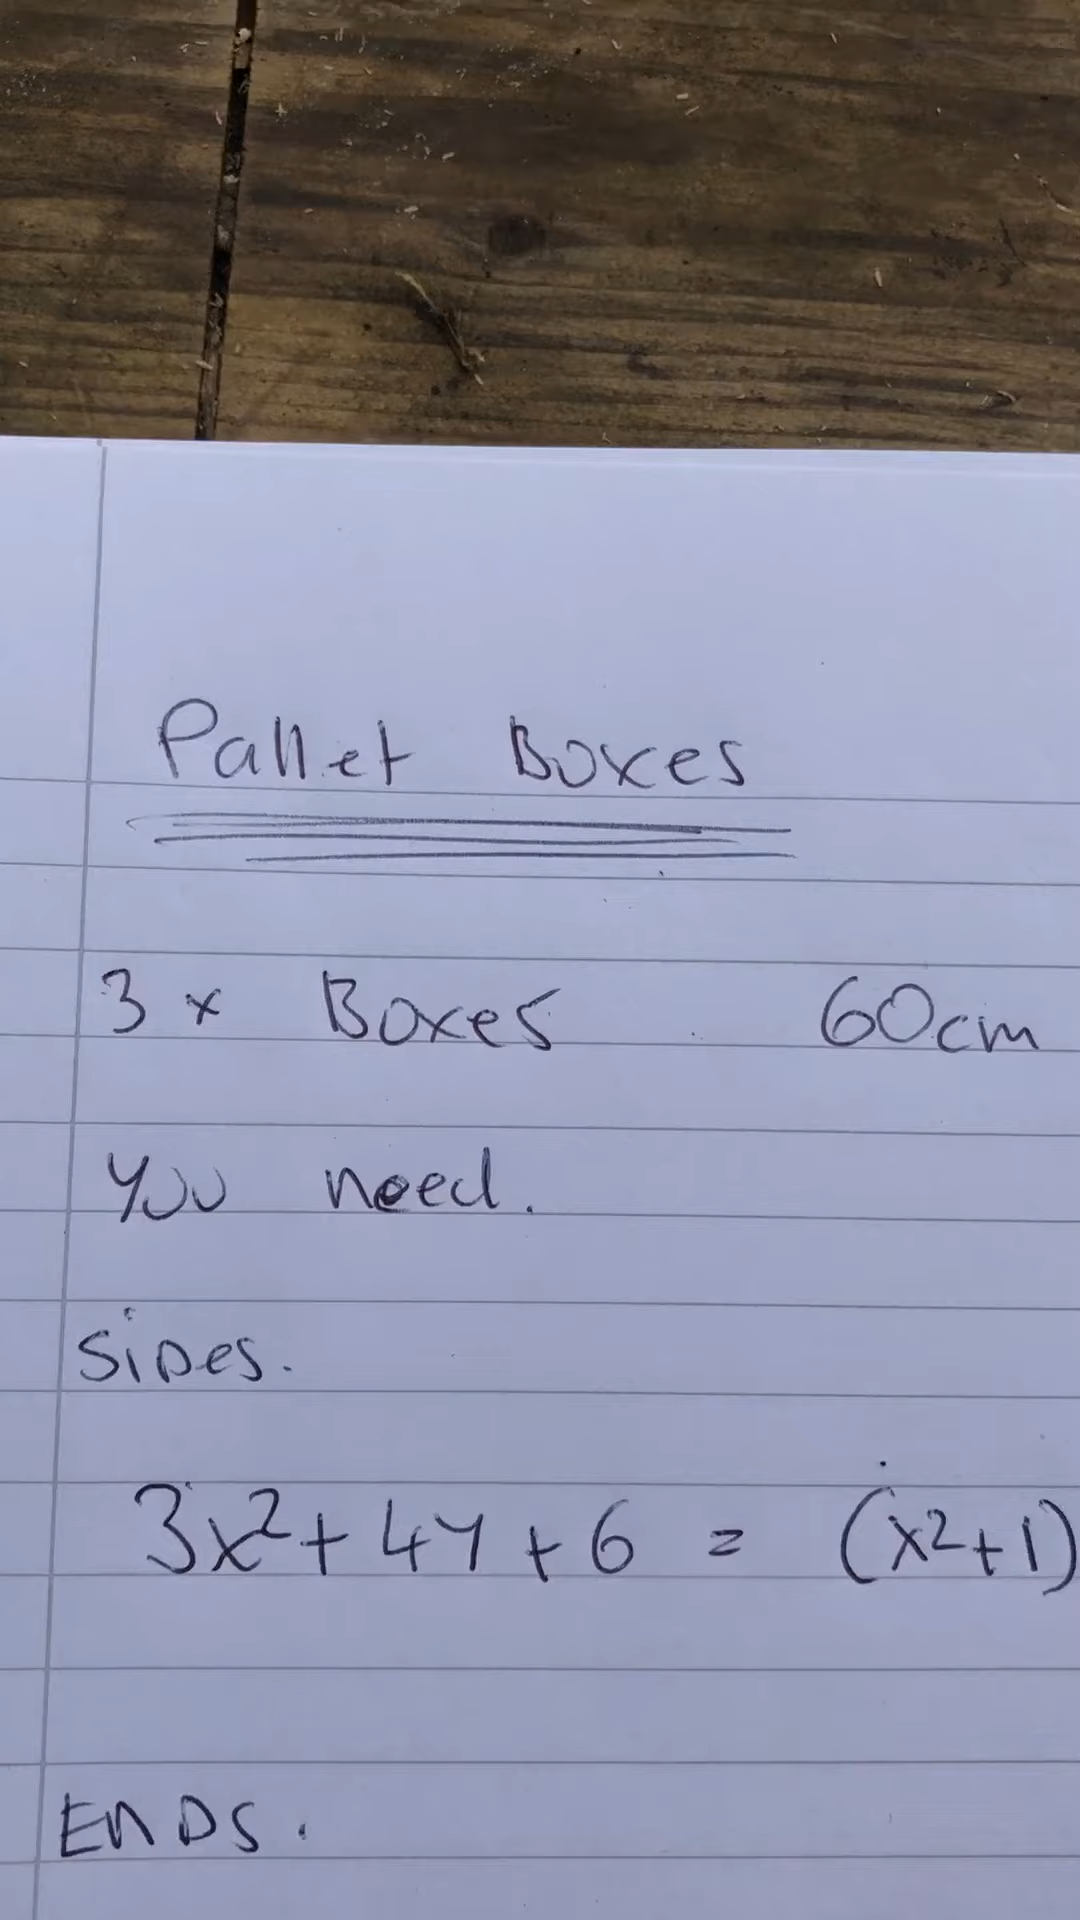 Pallet Boxes
3 x Boxes 60cm
you need.
SiDes.
3x²+4y+6 = (x2+1)
EnDS.